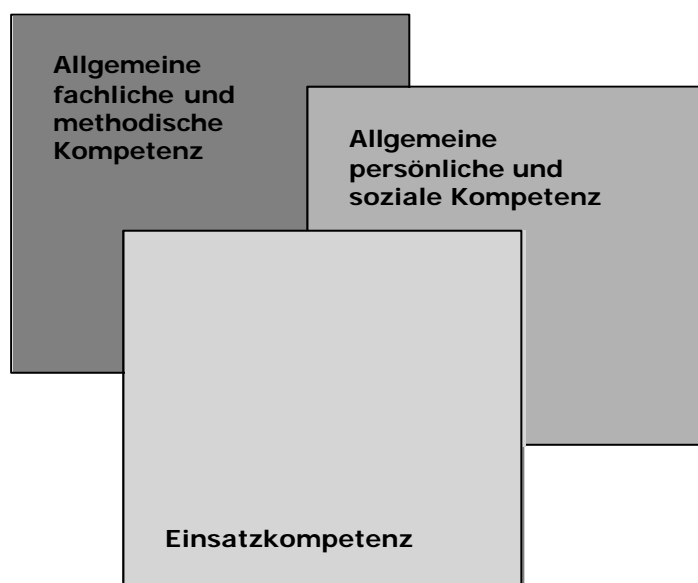 Allgemeine
fachliche und
methodische
Kompetenz
Allgemeine
persönliche und
soziale Kompetenz
Einsatzkompetenz